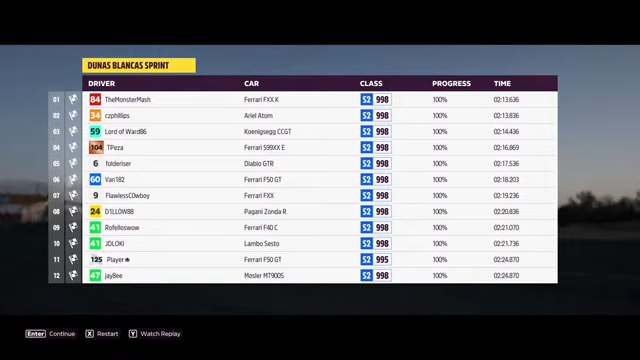 DUNAS BLANCAS SPRINT
DRIVER CAR CLASS PROGRESS TIME
01 84 TheMonsterMash Ferrari FXX K S2 998 100% 02:13.636
02 34 czphillips Ariel Atom S2 998 100% 02:13.836
03 59 Lord of Ward86 Koenigsegg CCGT S2 998 100% 02:14.436
04 104 TPeza Ferrari 599XX E S2 998 100% 02:16.869
05 6 folderiser Diablo GTR S2 998 100% 02:17.536
06 60 Van182 Ferrari F50 GT S2 998 100% 02:18.203
07 9 FlawlessC0wboy Ferrari FXX S2 998 100% 02:19.236
08 24 D1LLOW88 Pagani Zonda R S2 998 100% 02:20.836
09 41 Rofelloswow Ferrari F40 C S2 998 100% 02:21.070
10 41 JDLOKI Lambo Sesto S2 998 100% 02:21.736
11 125 Player Ferrari F50 GT S2 995 100% 02:24.870
12 47 JayBee Mosler MT900S S2 998 100% 02:24.870
Enter Continue X Restart Y Watch Replay